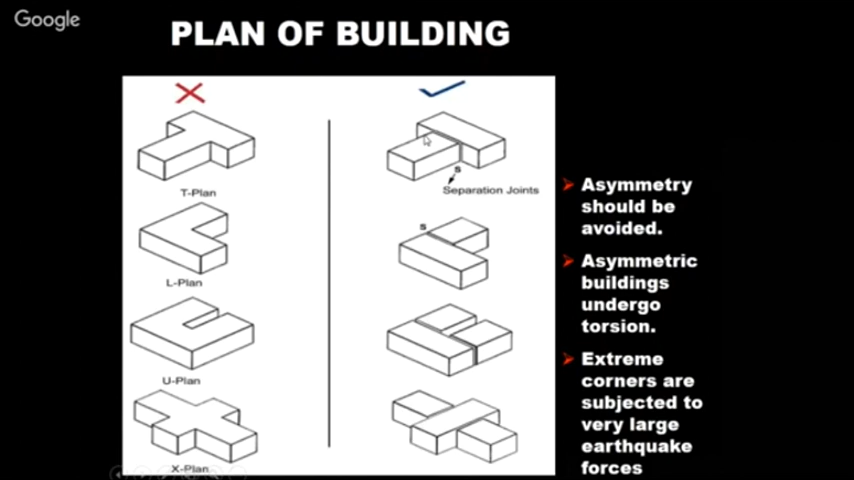 Google
PLAN OF BUILDING
T-Plan
S
Separation Joints
S
L-Plan
U-Plan
X-Plan
Asymmetry
should be
avoided.
Asymmetric
buildings
undergo
torsion.
Extreme
corners are
subjected to
very large
earthquake
forces